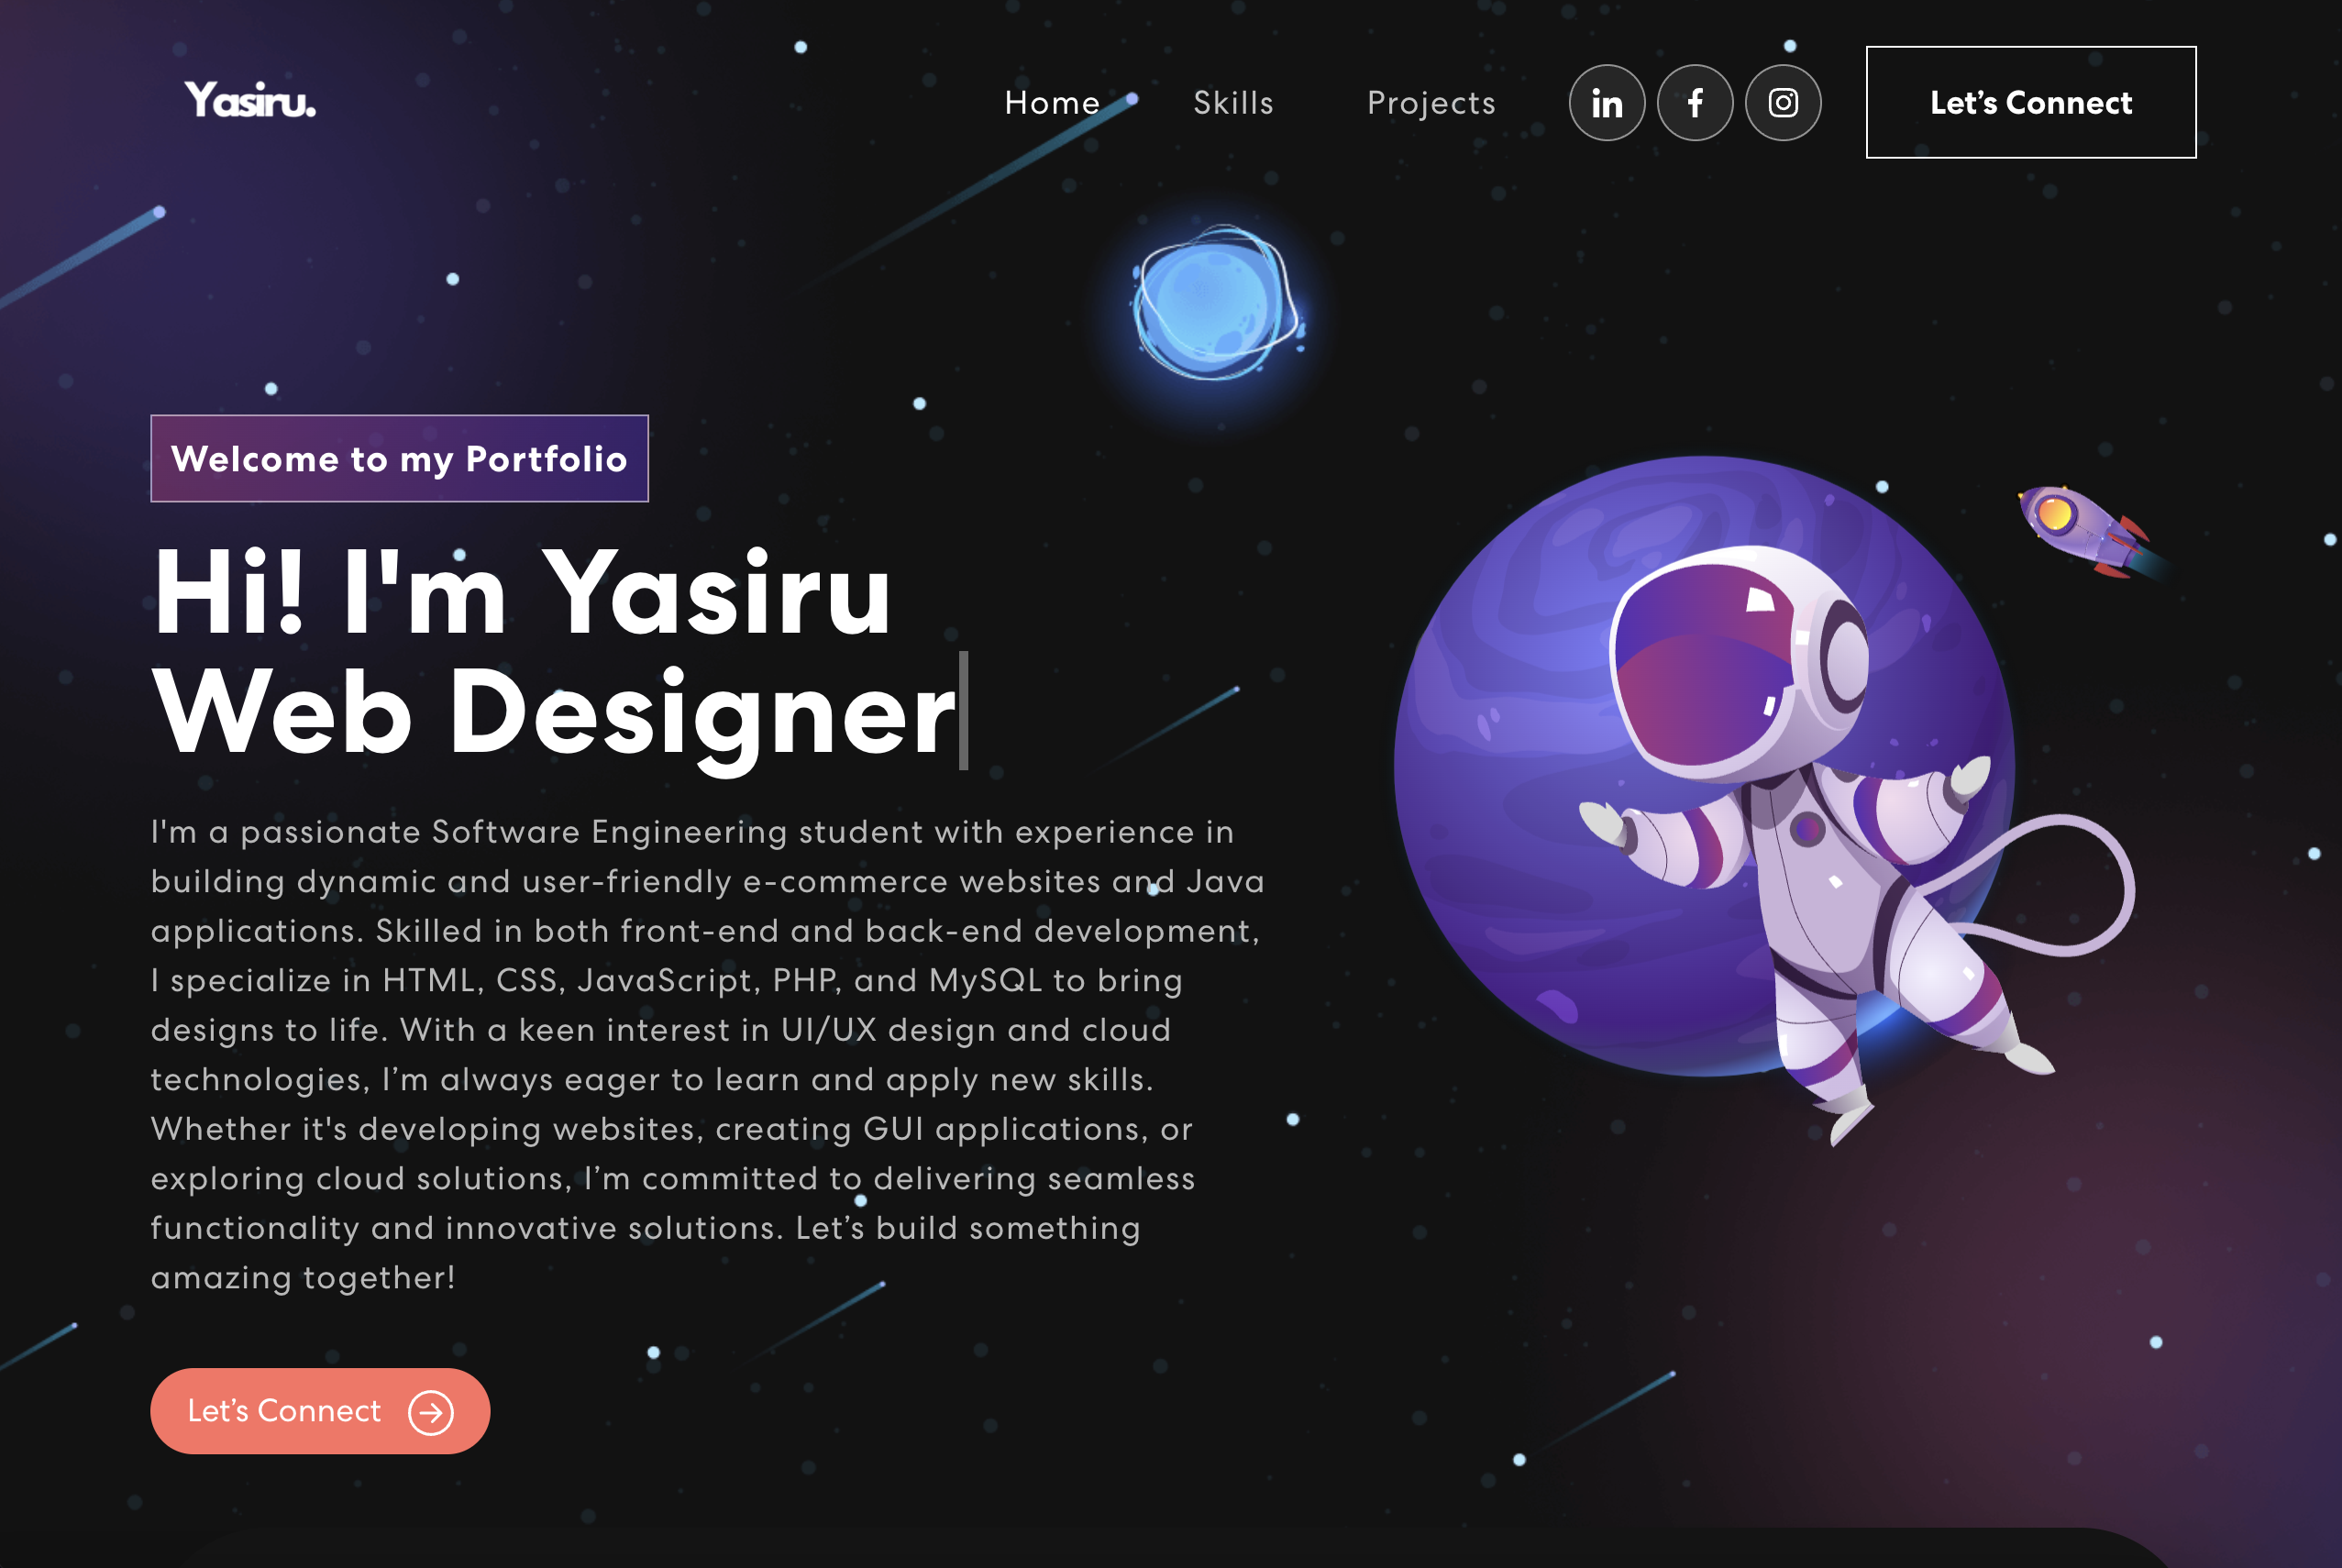 Yasiru.
Home
Skills
Projects
in
f
Let’s Connect
Welcome to my Portfolio
Hi! I'm Yasiru
Web Designer
I'm a passionate Software Engineering student with experience in
building dynamic and user-friendly e-commerce websites and Java
applications. Skilled in both front-end and back-end development,
I specialize in HTML, CSS, JavaScript, PHP, and MySQL to bring
designs to life. With a keen interest in UI/UX design and cloud
technologies, I’m always eager to learn and apply new skills.
Whether it's developing websites, creating GUI applications, or
exploring cloud solutions, I’m committed to delivering seamless
functionality and innovative solutions. Let’s build something
amazing together!
Let’s Connect